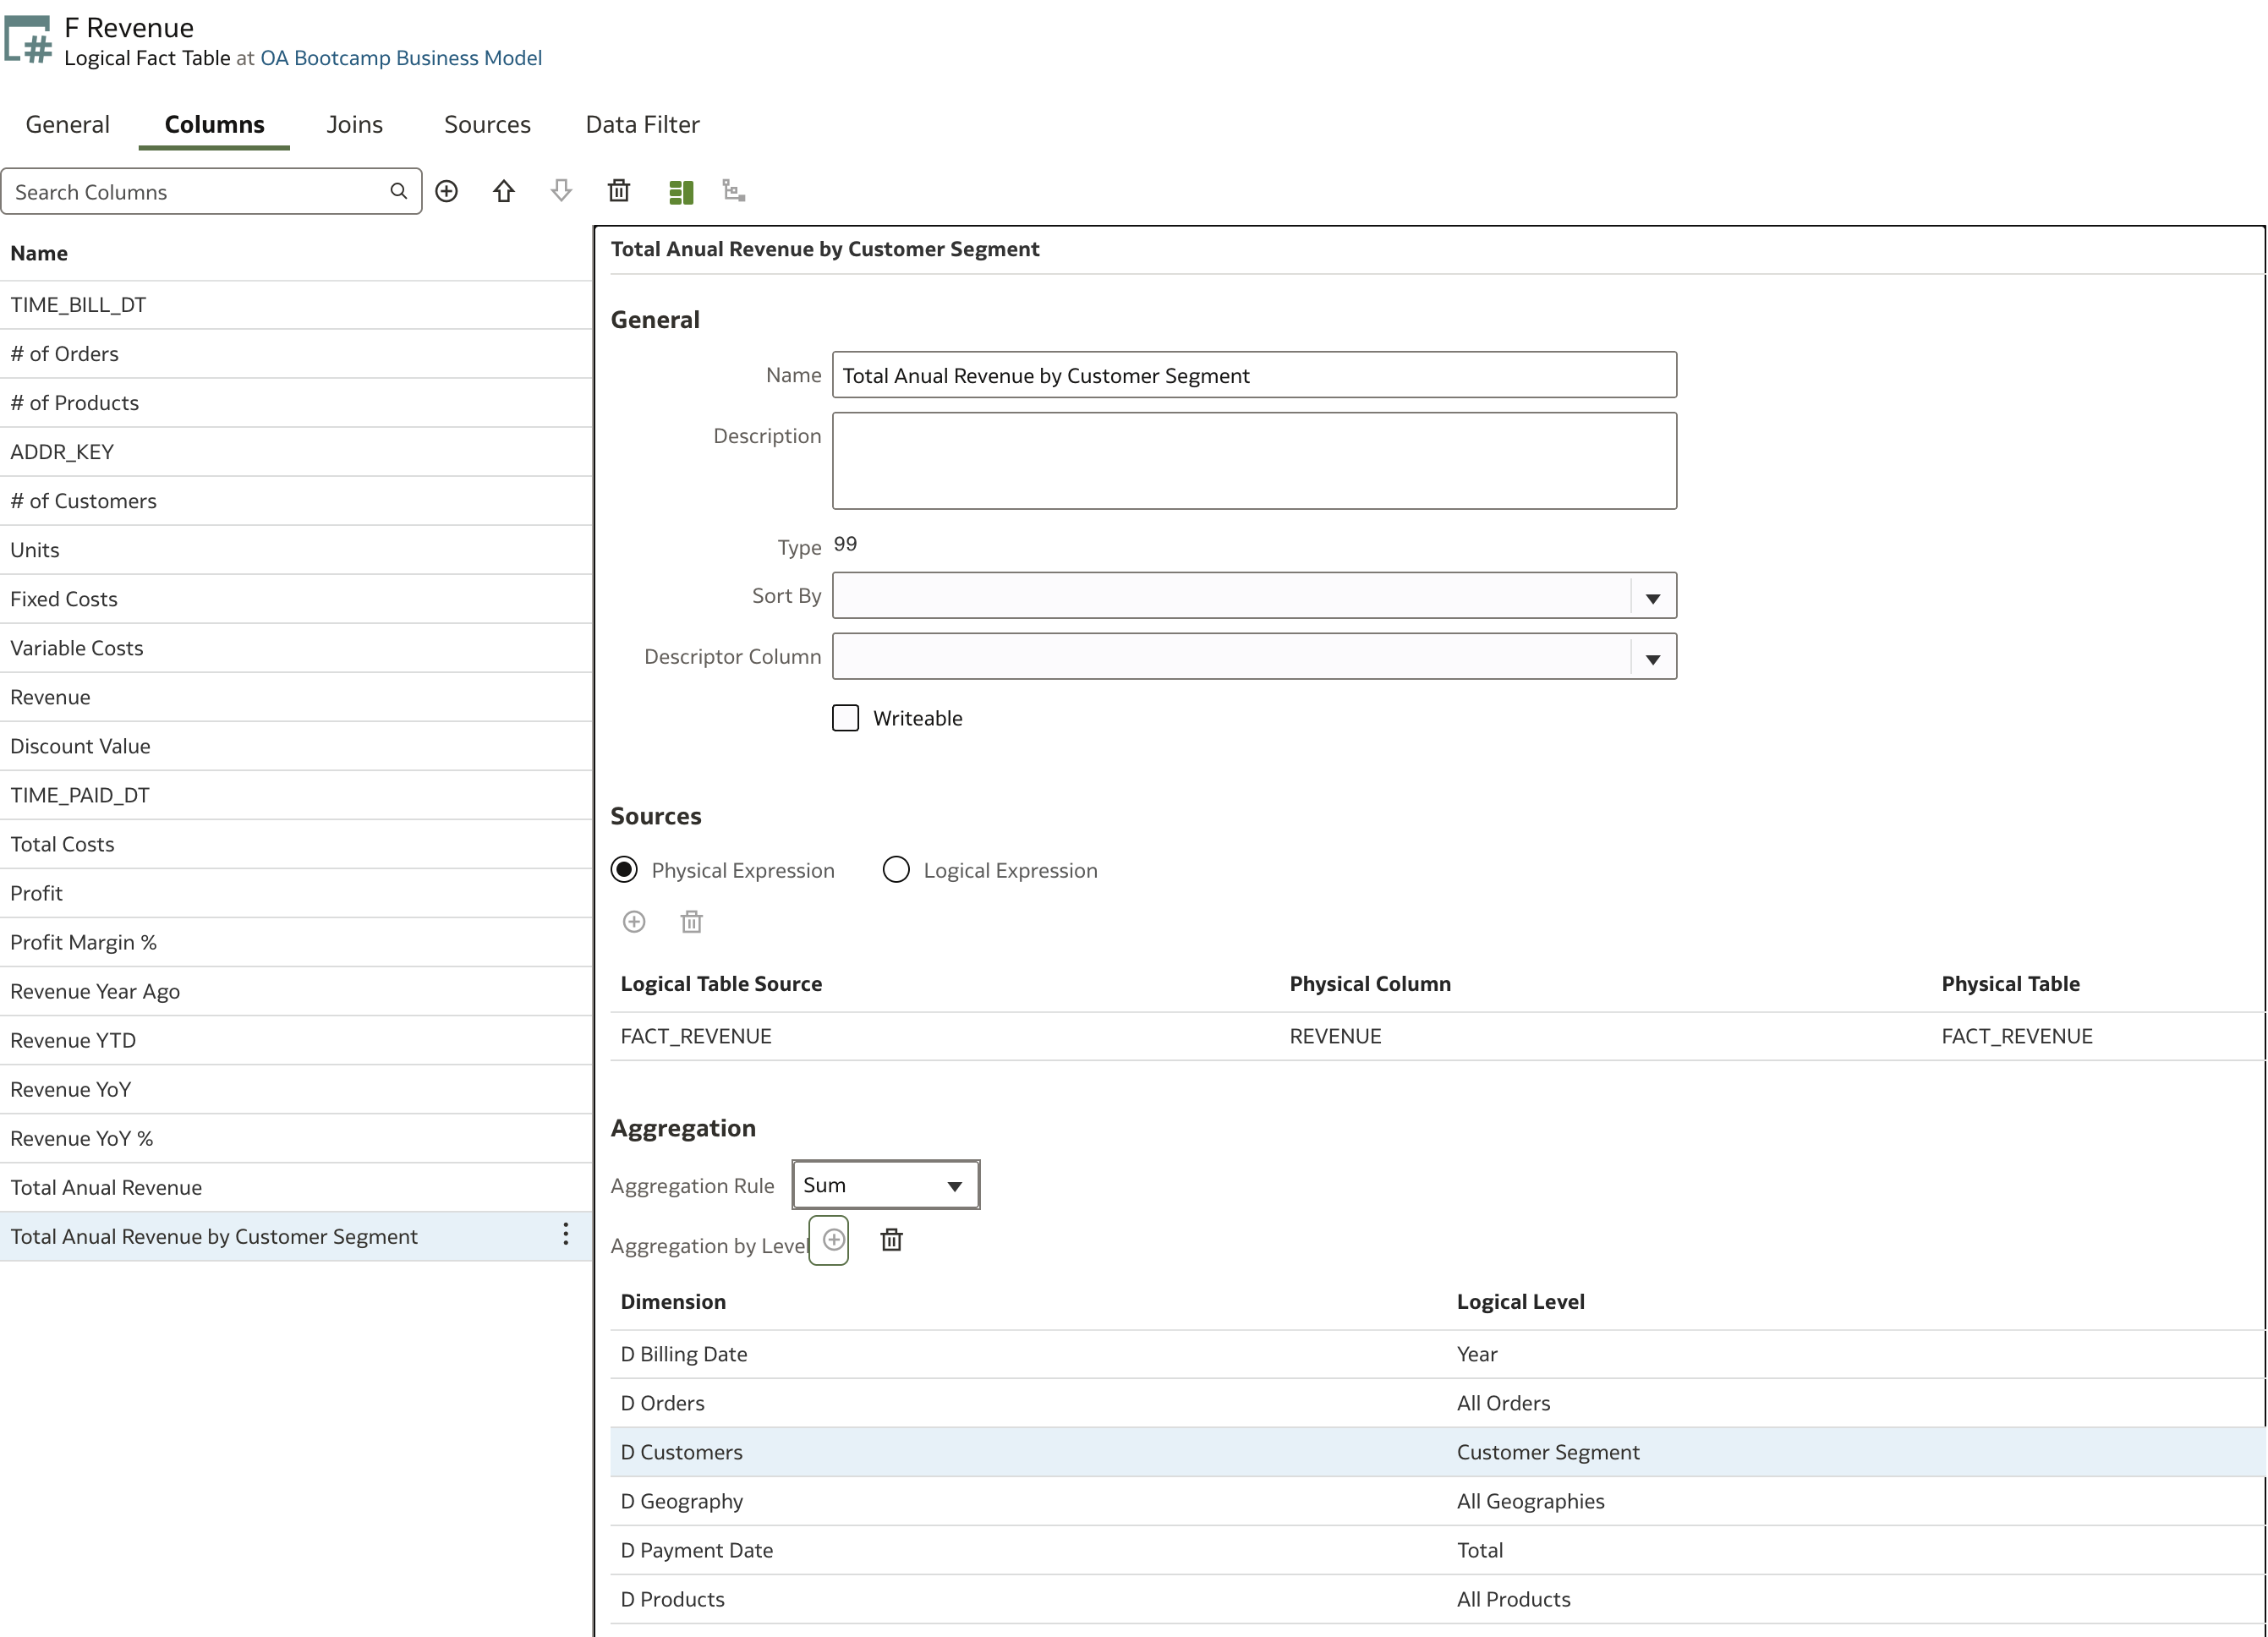 F Revenue
Logical Fact Table at OA Bootcamp Business Model
General Columns Joins Sources Data Filter
Search Columns
Name
TIME_BILL_DT
# of Orders
# of Products
ADDR_KEY
# of Customers
Units
Fixed Costs
Variable Costs
Revenue
Discount Value
TIME_PAID_DT
Total Costs
Profit
Profit Margin %
Revenue Year Ago
Revenue YTD
Revenue YoY
Revenue YoY %
Total Anual Revenue
Total Anual Revenue by Customer Segment
Total Anual Revenue by Customer Segment
General
Name Total Anual Revenue by Customer Segment
Description
Type 99
Sort By
Descriptor Column
Writeable
Sources
Physical Expression Logical Expression
Logical Table Source Physical Column Physical Table
FACT_REVENUE REVENUE FACT_REVENUE
Aggregation
Aggregation Rule Sum
Aggregation by Level
Dimension Logical Level
D Billing Date Year
D Orders All Orders
D Customers Customer Segment
D Geography All Geographies
D Payment Date Total
D Products All Products